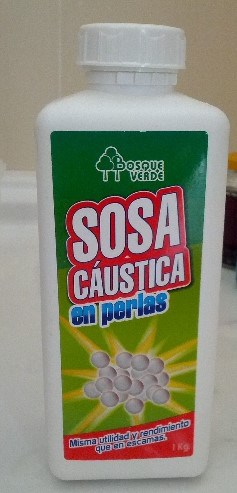 BOSQUE
VERDE
SOSA
CÁUSTICA
en perlas
Misma utilidad y rendimiento
que en escamas.
1 Kg